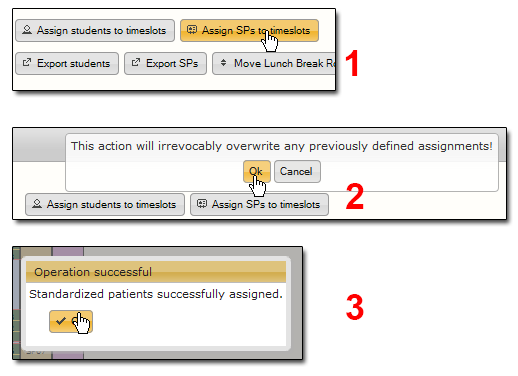 Assign students to timeslots Assign SPs to timeslots
Export students Export SPs Move Lunch Break
1
This action will irrevocably overwrite any previously defined assignments!
Ok Cancel
Assign students to timeslots Assign SPs to timeslots
2
Operation successful
Standardized patients successfully assigned.
3